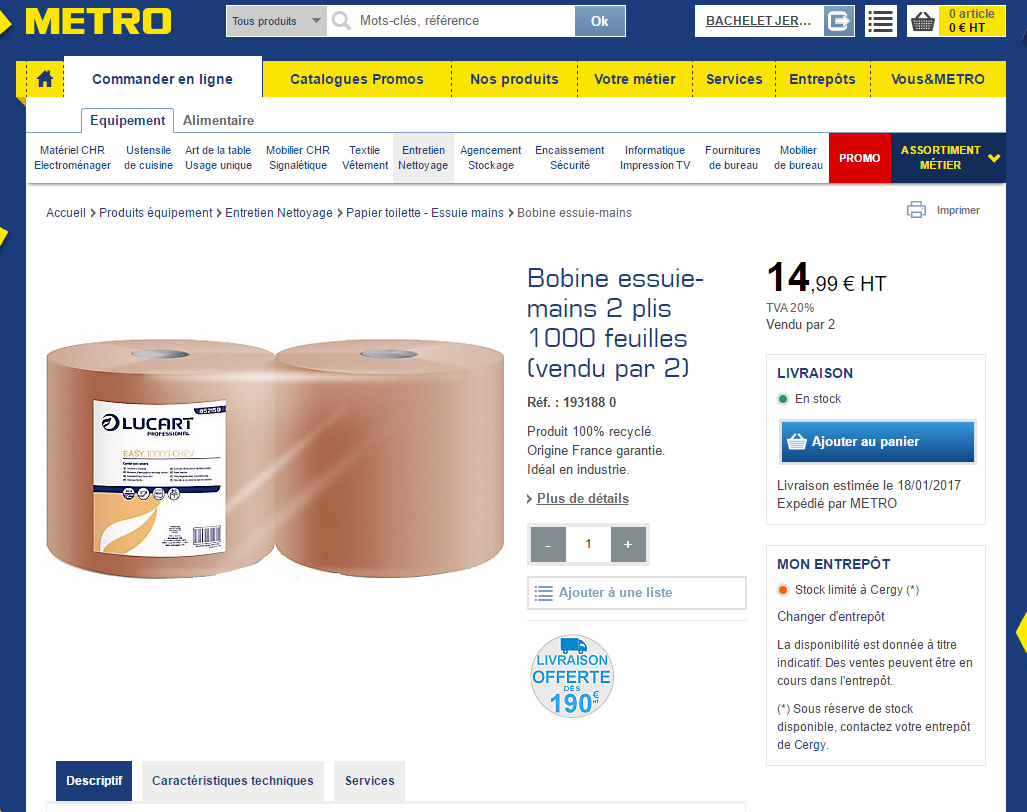 METRO
Tous produits
Mots-clés, référence
Ok
BACHELET JER...
0 article
0 € HT
Commander en ligne
Catalogues Promos
Nos produits
Votre métier
Services
Entrepôts
Vous&METRO
Equipement
Alimentaire
Matériel CHR
Electroménager
Ustensile
de cuisine
Art de la table
Usage unique
Mobilier CHR
Signalétique
Textile
Vêtement
Entretien
Nettoyage
Agencement
Stockage
Encaissement
Sécurité
Informatique
Impression TV
Fournitures
de bureau
Mobilier
de bureau
PROMO
ASSORTIMENT
MÉTIER
Accueil > Produits équipement > Entretien Nettoyage > Papier toilette - Essuie mains > Bobine essuie-mains
Imprimer
LUCART
PROFESSIONAL
EASY 1000S CHEV
Bobine essuie-
mains 2 plis
1000 feuilles
(vendu par 2)
Réf. : 193188 0
Produit 100% recyclé.
Origine France garantie.
Idéal en industrie.
Plus de détails
- 1 +
Ajouter à une liste
LIVRAISON
OFFERTE
DÈS
190€
HT
14,99 € HT
TVA 20%
Vendu par 2
LIVRAISON
En stock
Ajouter au panier
Livraison estimée le 18/01/2017
Expédié par METRO
MON ENTREPÔT
Stock limité à Cergy (*)
Changer d'entrepôt
La disponibilité est donnée à titre
indicatif. Des ventes peuvent être en
cours dans l'entrepôt.
(*) Sous réserve de stock
disponible, contactez votre entrepôt
de Cergy.
Descriptif
Caractéristiques techniques
Services